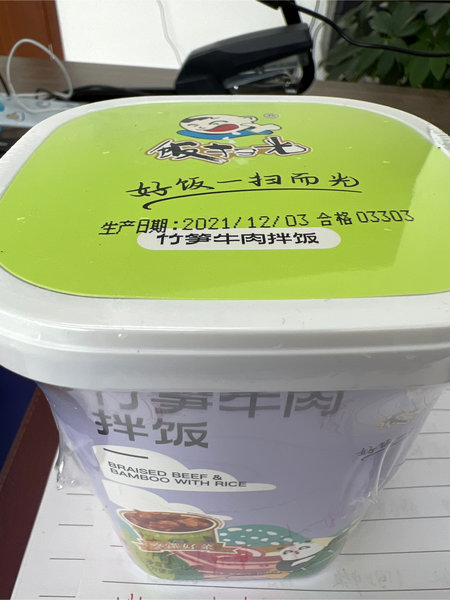 ®
饭扫光
好饭一扫而光
生产日期:2021/12/03 合格 03303
竹笋牛肉拌饭
竹笋牛肉
拌饭
BRAISED BEEF &
BAMBOO WITH RICE